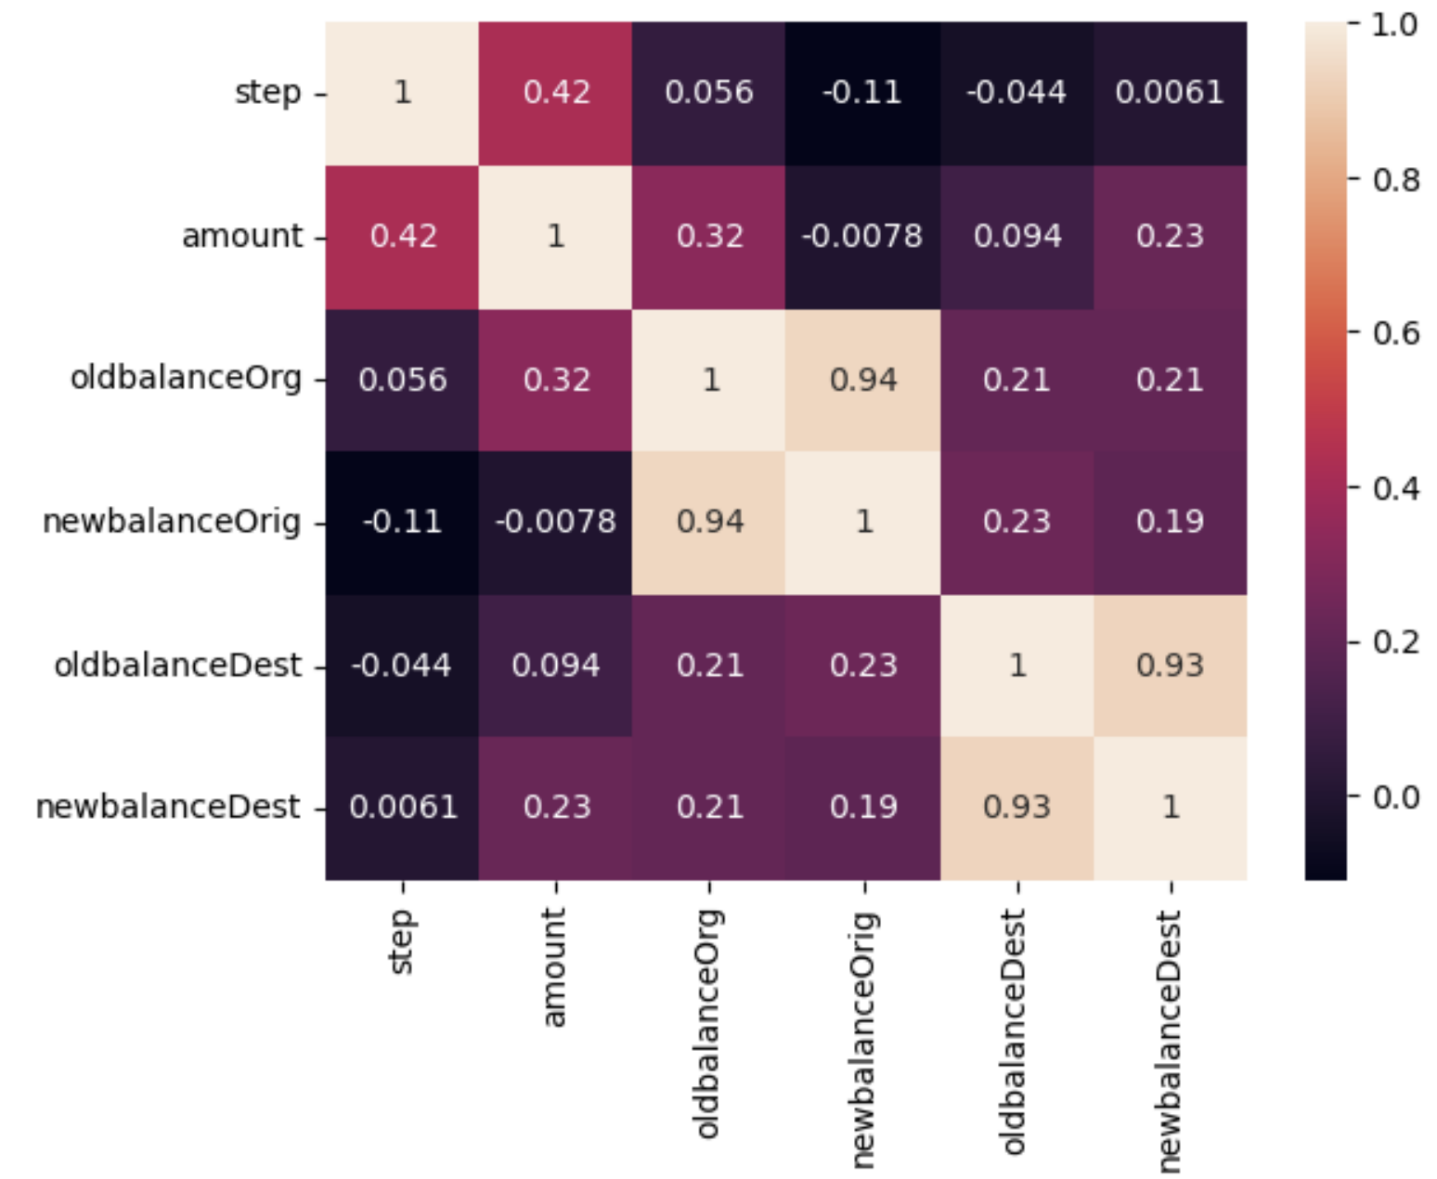 step 1 0.42 0.056 -0.11 -0.044 0.0061
amount 0.42 1 0.32 -0.0078 0.094 0.23
oldbalanceOrg 0.056 0.32 1 0.94 0.21 0.21
newbalanceOrig -0.11 -0.0078 0.94 1 0.23 0.19
oldbalanceDest -0.044 0.094 0.21 0.23 1 0.93
newbalanceDest 0.0061 0.23 0.21 0.19 0.93 1
step
amount
oldbalanceOrg
newbalanceOrig
oldbalanceDest
newbalanceDest
1.0
0.8
0.6
0.4
0.2
0.0